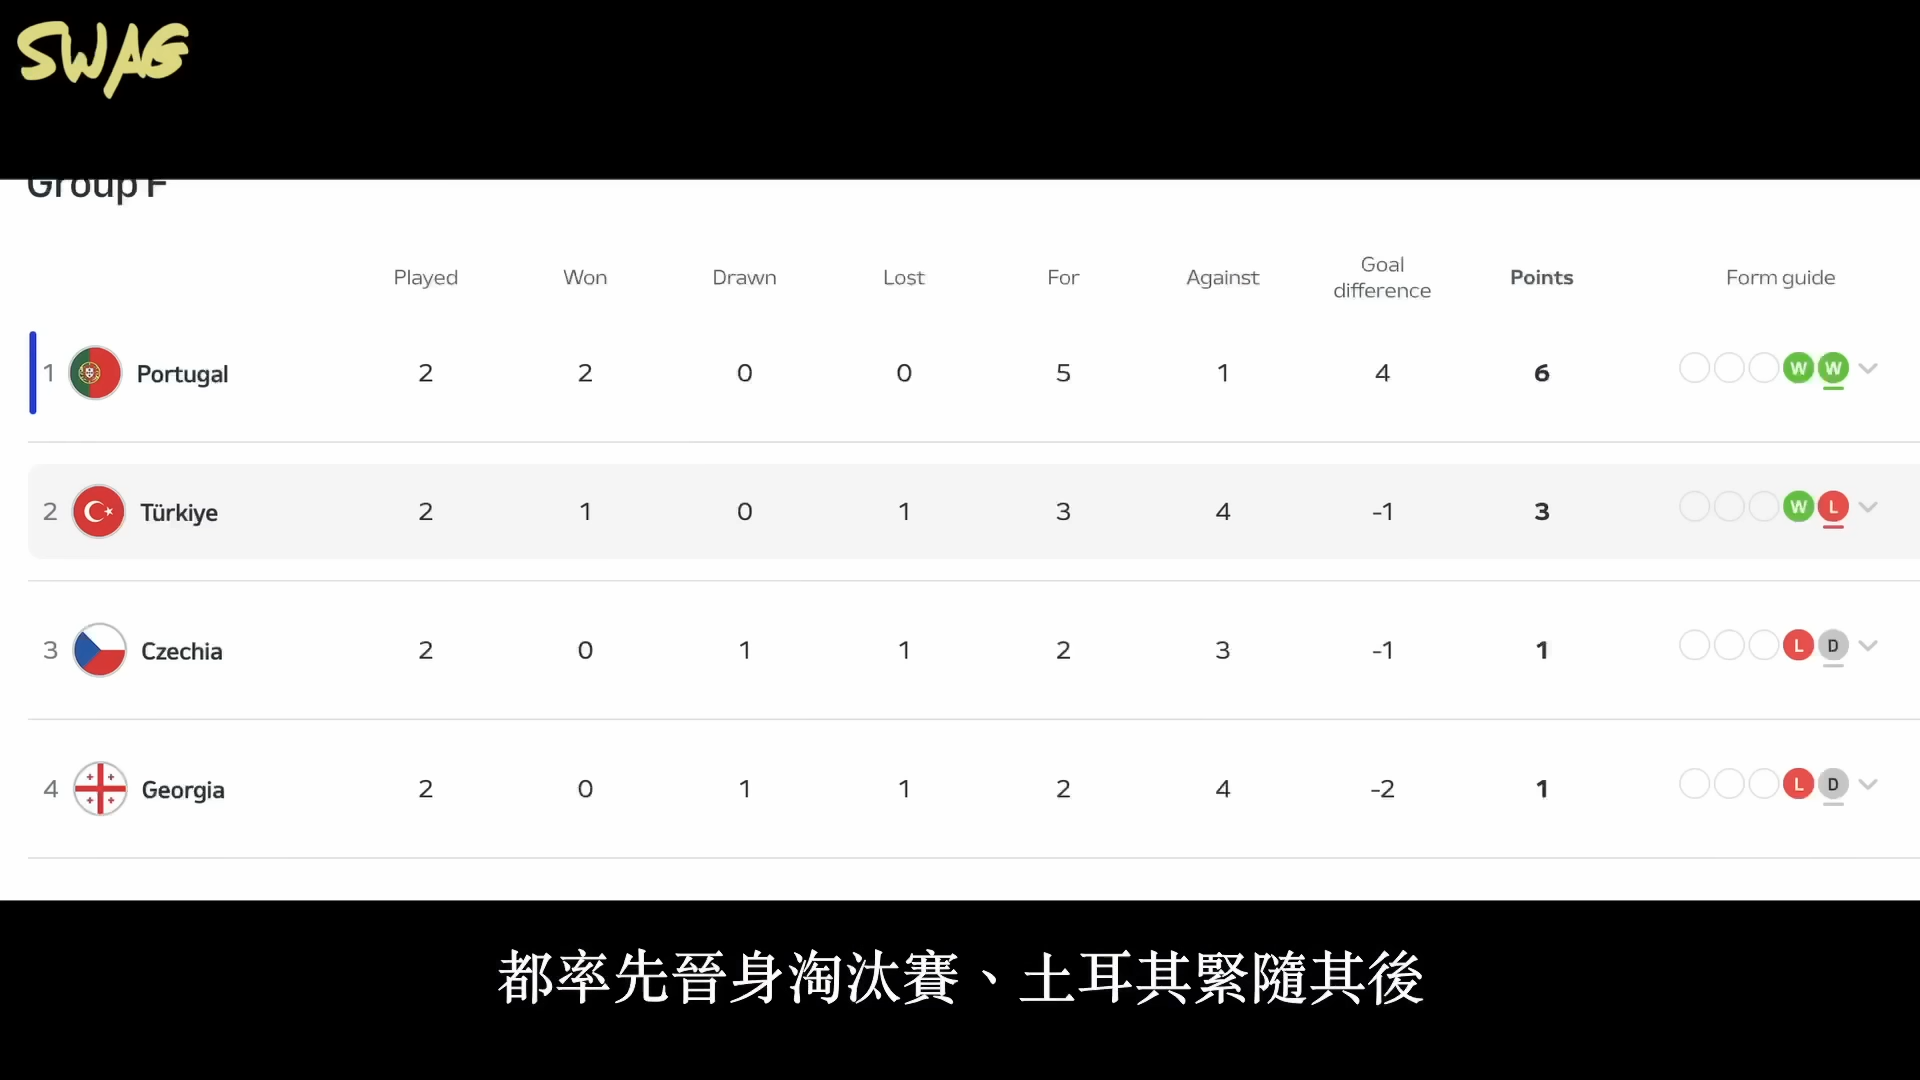 SWAG
Group F
Played Won Drawn Lost For Against Goal difference Points Form guide
1 Portugal 2 2 0 0 5 1 4 6 W W
2 Türkiye 2 1 0 1 3 4 -1 3 W L
3 Czechia 2 0 1 1 2 3 -1 1 L D
4 Georgia 2 0 1 1 2 4 -2 1 L D
都率先晉身淘汰賽、土耳其緊隨其後